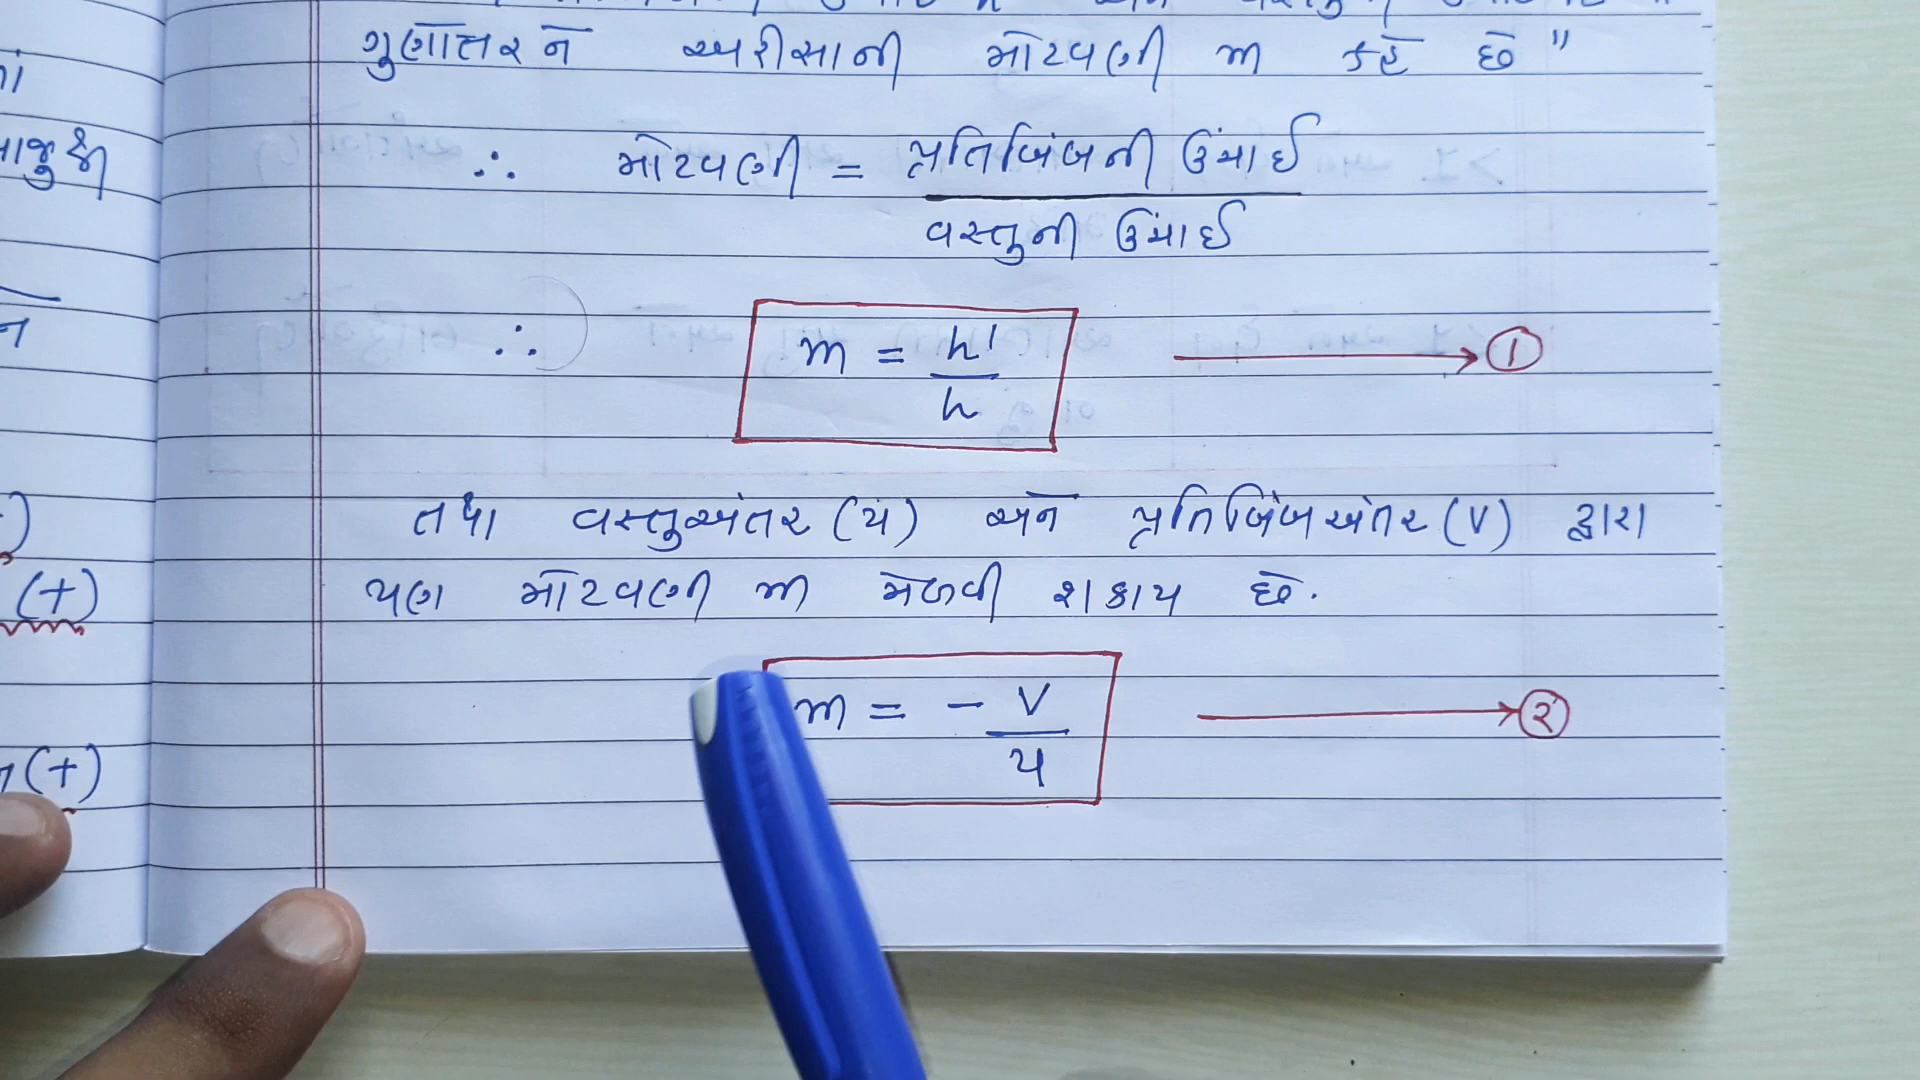 ગુણોત્તર ને અરીસાની મોટવણી m કહે છે "
∴ મોટવણી = પ્રતિબિંબની ઉંચાઈ
વસ્તુની ઉંચાઈ
∴ m = h'
h
→ ①
તથા વસ્તુઅંતર (u) અને પ્રતિબિંબઅંતર (v) દ્વારા
પણ મોટવણી m મેળવી શકાય છે.
m = - v
u
→ ②
(+)
(+)